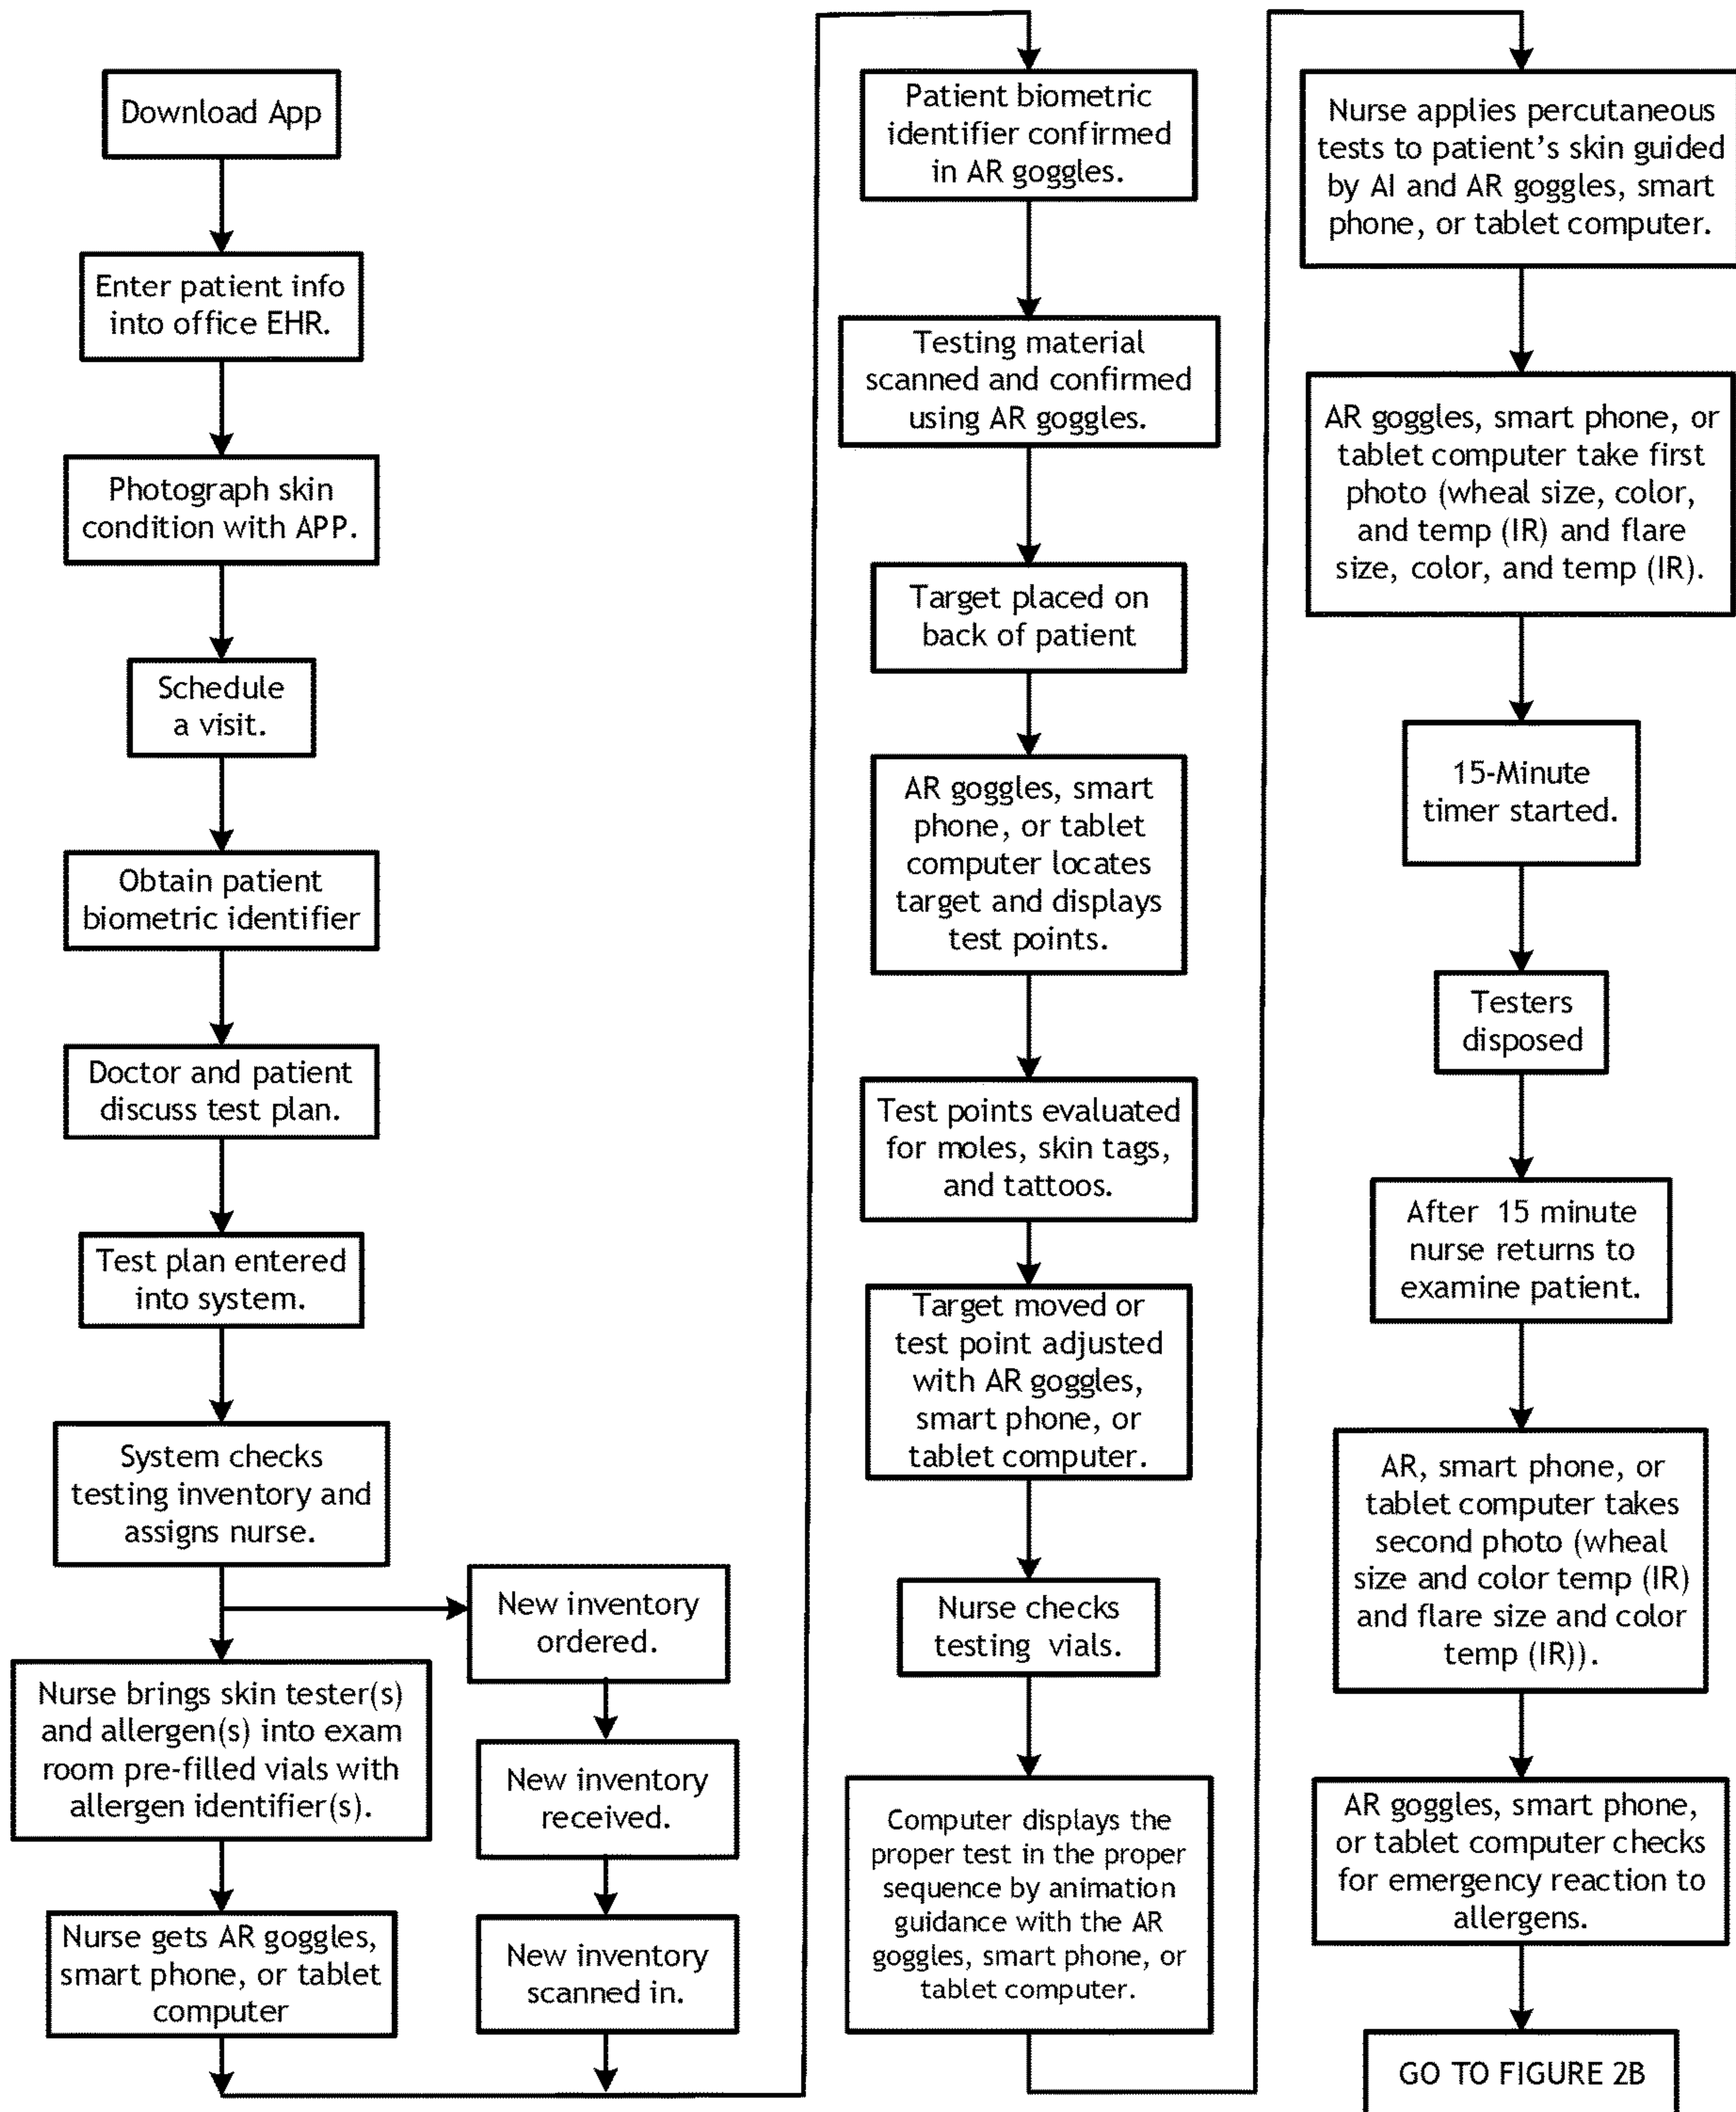 Download App
Enter patient info
into office EHR.
Photograph skin
condition with APP.
Schedule
a visit.
Obtain patient
biometric identifier
Doctor and patient
discuss test plan.
Test plan entered
into system.
System checks
testing inventory and
assigns nurse.
Nurse brings skin tester(s)
and allergen(s) into exam
room pre-filled vials with
allergen identifier(s).
Nurse gets AR goggles,
smart phone, or tablet
computer
New inventory
ordered.
New inventory
received.
New inventory
scanned in.
Patient biometric
identifier confirmed
in AR goggles.
Testing material
scanned and confirmed
using AR goggles.
Target placed on
back of patient
AR goggles, smart
phone, or tablet
computer locates
target and displays
test points.
Test points evaluated
for moles, skin tags,
and tattoos.
Target moved or
test point adjusted
with AR goggles,
smart phone, or
tablet computer.
Nurse checks
testing vials.
Computer displays the
proper test in the proper
sequence by animation
guidance with the AR
goggles, smart phone, or
tablet computer.
Nurse applies percutaneous
tests to patient’s skin guided
by AI and AR goggles, smart
phone, or tablet computer.
AR goggles, smart phone, or
tablet computer take first
photo (wheal size, color,
and temp (IR) and flare
size, color, and temp (IR).
15-Minute
timer started.
Testers
disposed
After 15 minute
nurse returns to
examine patient.
AR, smart phone, or
tablet computer takes
second photo (wheal
size and color temp (IR)
and flare size and color
temp (IR)).
AR goggles, smart phone,
or tablet computer checks
for emergency reaction to
allergens.
GO TO FIGURE 2B